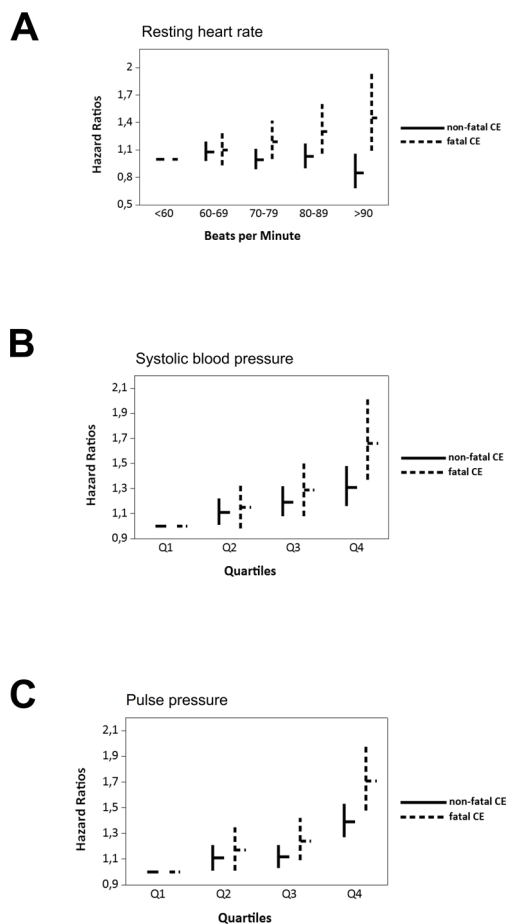 A
Resting heart rate
Hazard Ratios
2
1,7
1,4
1,1
0,8
0,5
<60 60-69 70-79 80-89 >90
Beats per Minute
non-fatal CE
fatal CE
B
Systolic blood pressure
Hazard Ratios
2,1
1,9
1,7
1,5
1,3
1,1
0,9
Q1 Q2 Q3 Q4
Quartiles
non-fatal CE
fatal CE
C
Pulse pressure
Hazard Ratios
2,1
1,9
1,7
1,5
1,3
1,1
0,9
Q1 Q2 Q3 Q4
Quartiles
non-fatal CE
fatal CE